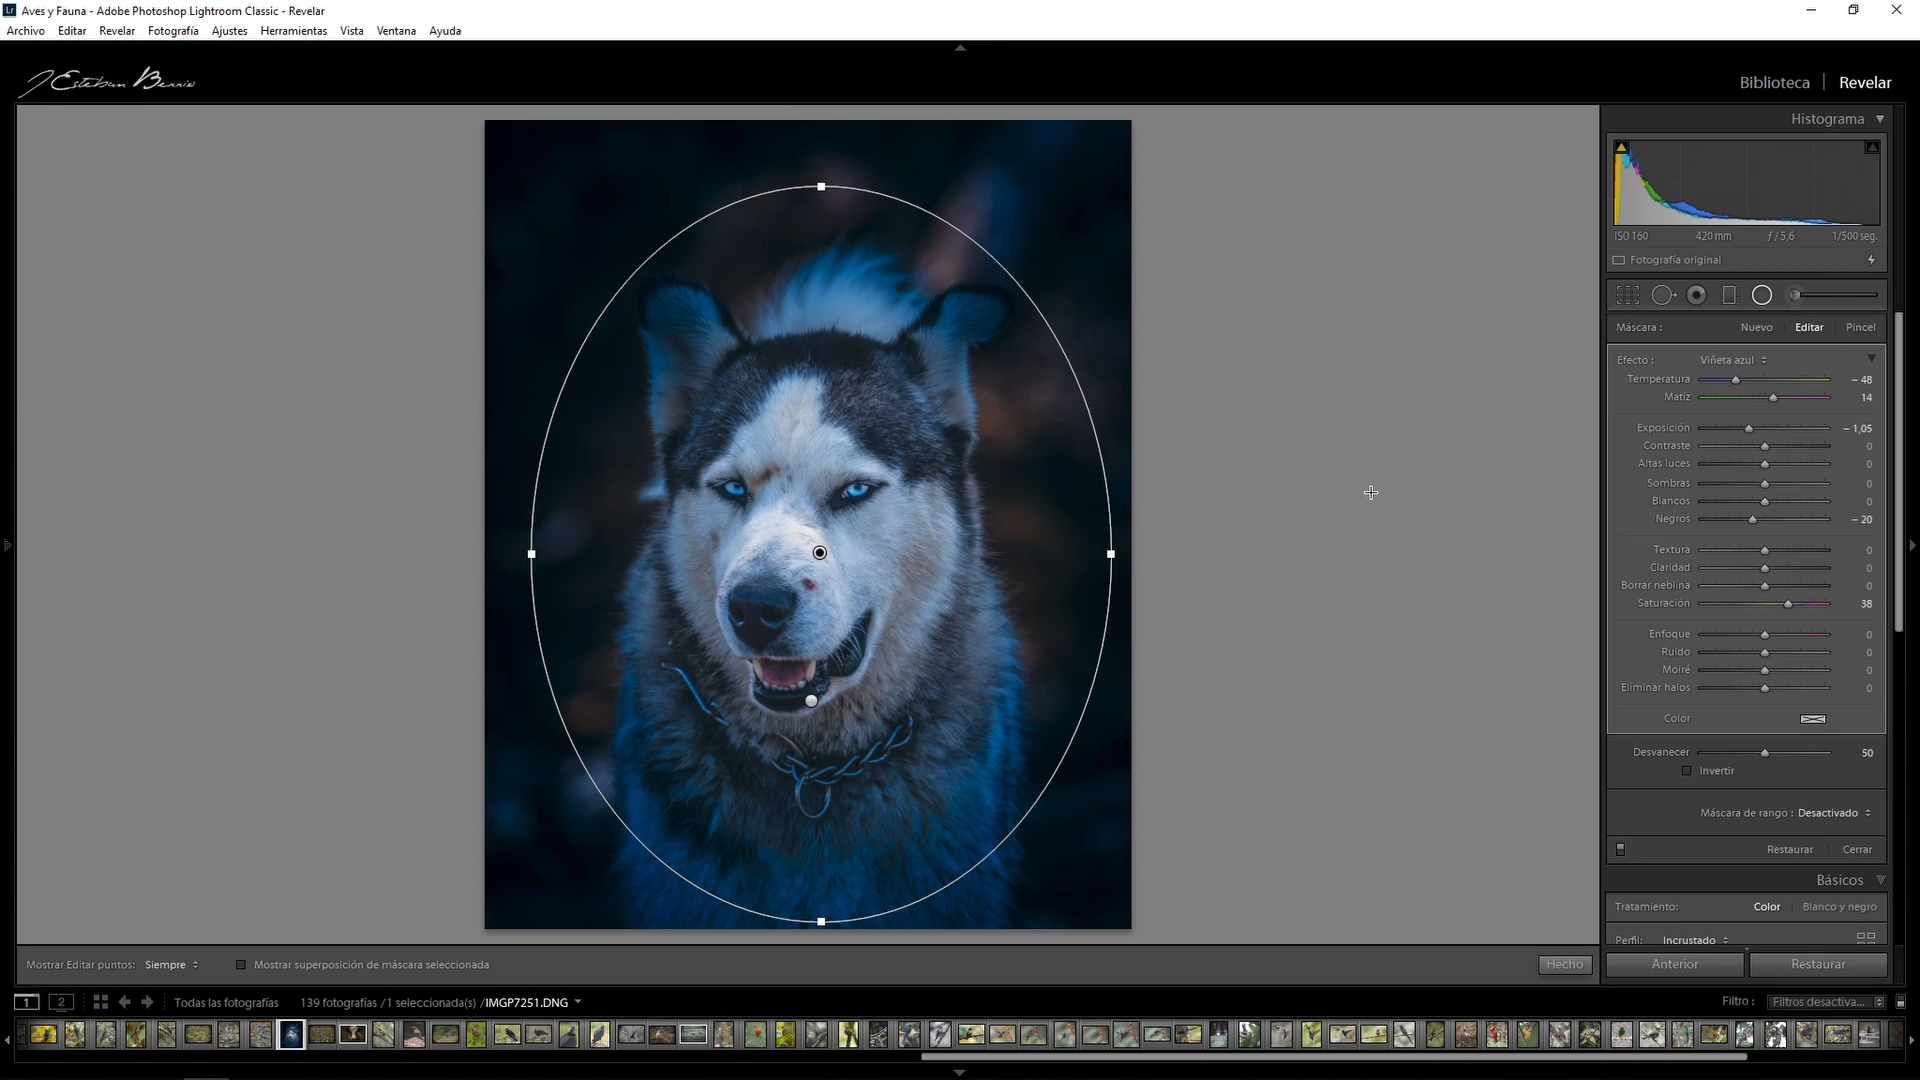 Lr Aves y Fauna - Adobe Photoshop Lightroom Classic - Revelar
Archivo Editar Revelar Fotografía Ajustes Herramientas Vista Ventana Ayuda
J Esteban Berrio
Biblioteca | Revelar
Histograma
ISO 160 420 mm ƒ / 5,6 1/500 seg.
Fotografía original
Máscara : Nuevo Editar Pincel
Efecto : Viñeta azul
Temperatura − 48
Matiz 14
Exposición − 1,05
Contraste 0
Altas luces 0
Sombras 0
Blancos 0
Negros − 20
Textura 0
Claridad 0
Borrar neblina 0
Saturación 38
Enfoque 0
Ruido 0
Moiré 0
Eliminar halos 0
Color
Desvanecer 50
Invertir
Máscara de rango : Desactivado
Restaurar Cerrar
Básicos
Tratamiento: Color Blanco y negro
Perfil: Incrustado
Mostrar Editar puntos: Siempre Mostrar superposición de máscara seleccionada Hecho
Anterior Restaurar
1 2 Todas las fotografías 139 fotografías /1 seleccionada(s) /IMGP7251.DNG Filtro : Filtros desactiva...